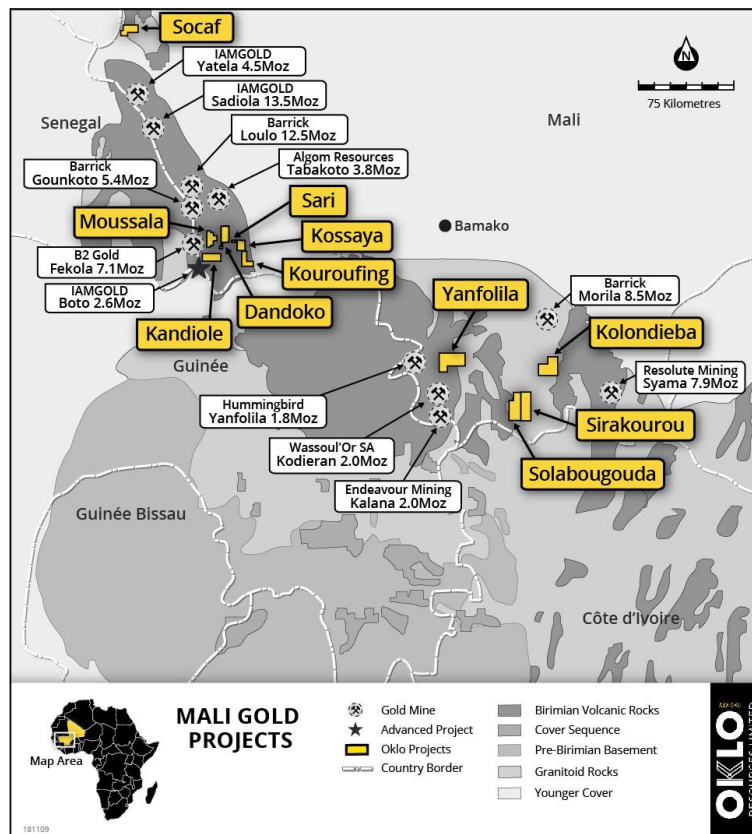 Socaf
IAMGOLD
Yatela 4.5Moz
IAMGOLD
Sadiola 13.5Moz
75 Kilometres
N
Senegal
Mali
Barrick
Loulo 12.5Moz
Algom Resources
Tabakoto 3.8Moz
Barrick
Gounkoto 5.4Moz
Sari
Moussala
Kossaya
Bamako
B2 Gold
Fekola 7.1Moz
Kouroufing
IAMGOLD
Boto 2.6Moz
Dandoko
Yanfolila
Barrick
Morila 8.5Moz
Kandiole
Kolondieba
Guinée
Resolute Mining
Syama 7.9Moz
Hummingbird
Yanfolila 1.8Moz
Sirakourou
Wassoul'Or SA
Kodieran 2.0Moz
Solabougouda
Endeavour Mining
Kalana 2.0Moz
Guinée Bissau
Côte d'Ivoire
Map Area
MALI GOLD
PROJECTS
Gold Mine
Advanced Project
Oklo Projects
Country Border
Birimian Volcanic Rocks
Cover Sequence
Pre-Birimian Basement
Granitoid Rocks
Younger Cover
ASX:OKU
OKLO
RESOURCES LIMITED
181109